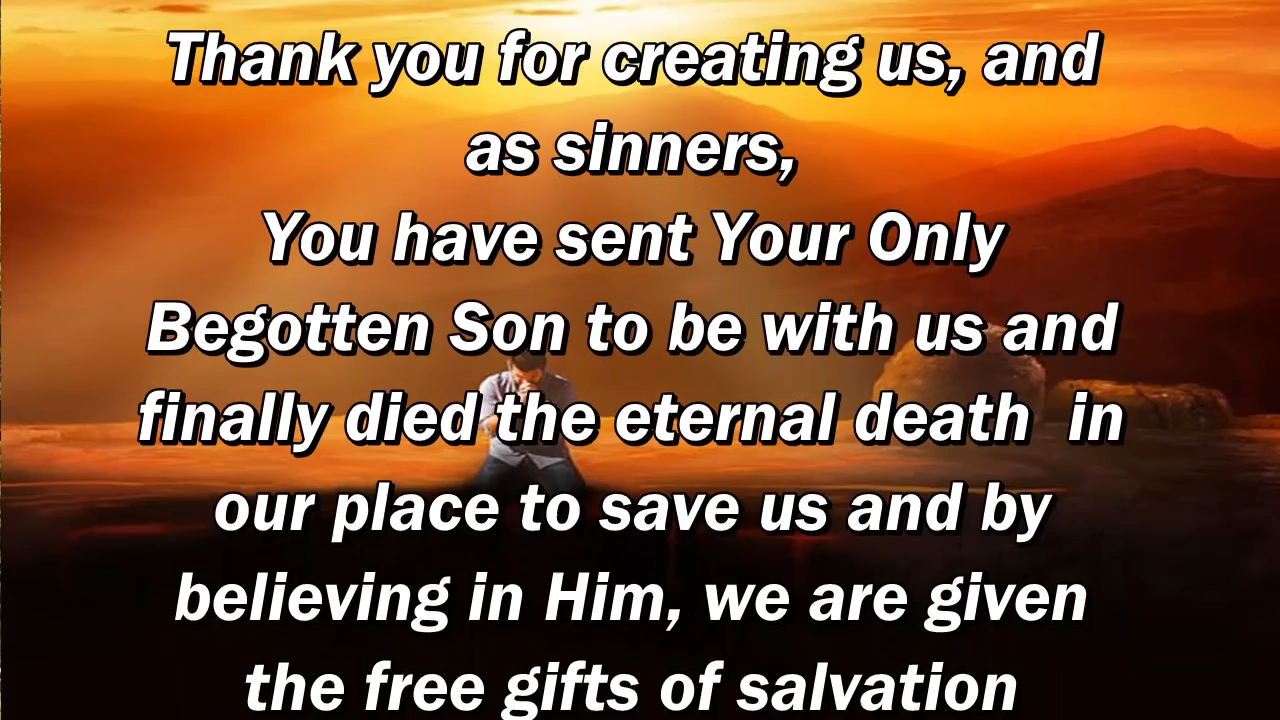 Thank you for creating us, and
as sinners,
You have sent Your Only
Begotten Son to be with us and
finally died the eternal death  in
our place to save us and by
believing in Him, we are given
the free gifts of salvation